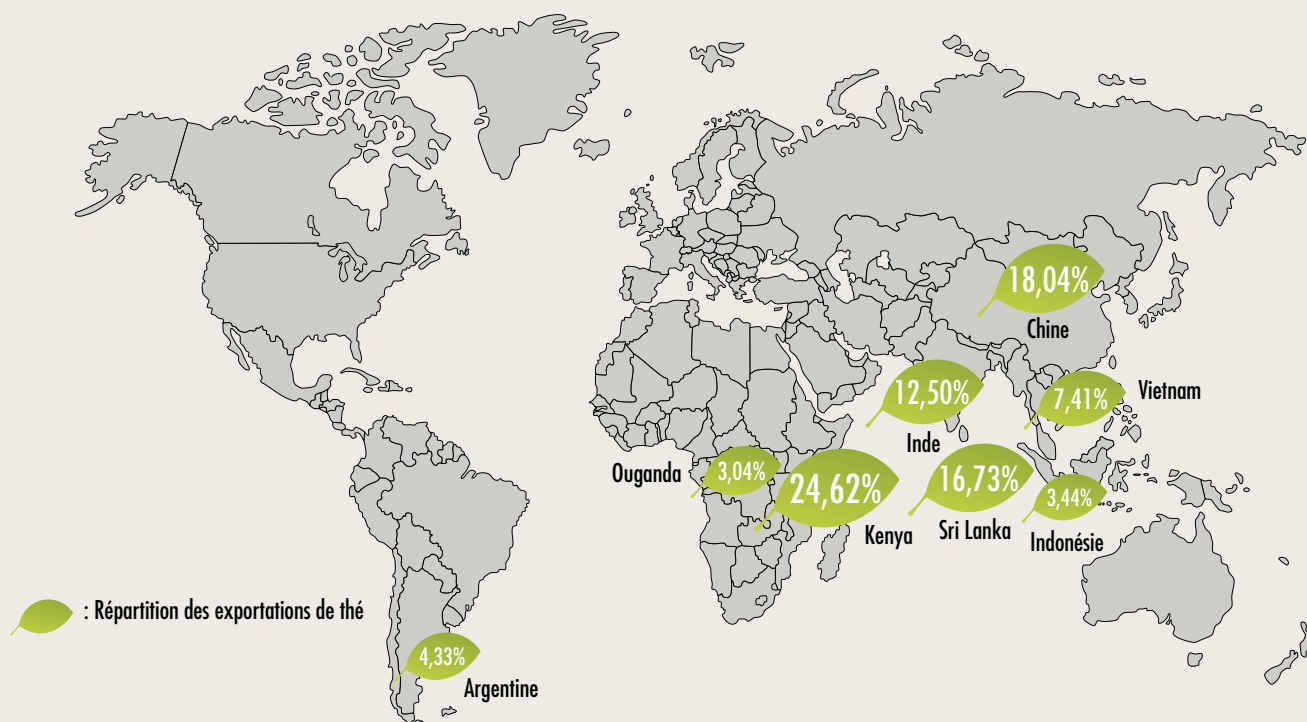 18,04%
Chine
12,50%
Inde
7,41%
Vietnam
Ouganda
3,04%
24,62%
Kenya
16,73%
Sri Lanka
3,44%
Indonésie
: Répartition des exportations de thé
4,33%
Argentine